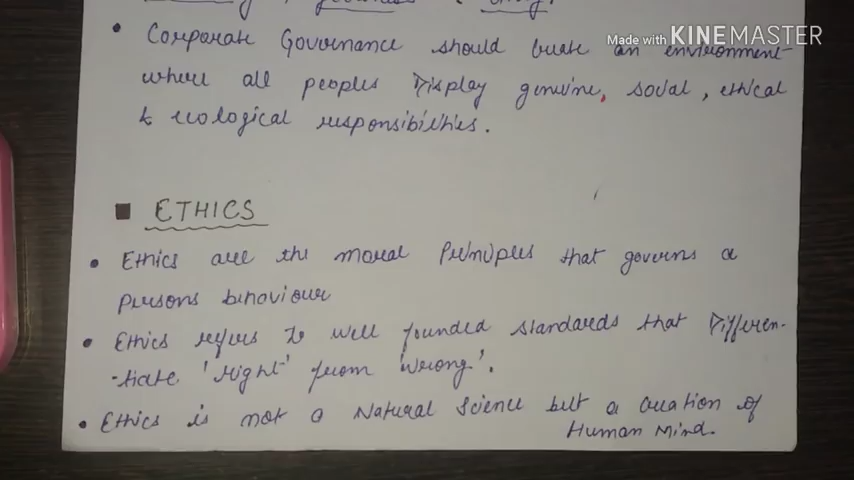 Made with KINEMASTER
• Corporate Governance should create an environment
where all peoples Display genuine, social, ethical
& ecological responsibilities.
■ ETHICS
• Ethics are the moral Principles that governs a
persons behaviour
• Ethics refers to well founded standards that Differen-
-tiate 'right' from 'wrong'.
• Ethics is not a Natural Science but a creation of
Human Mind.